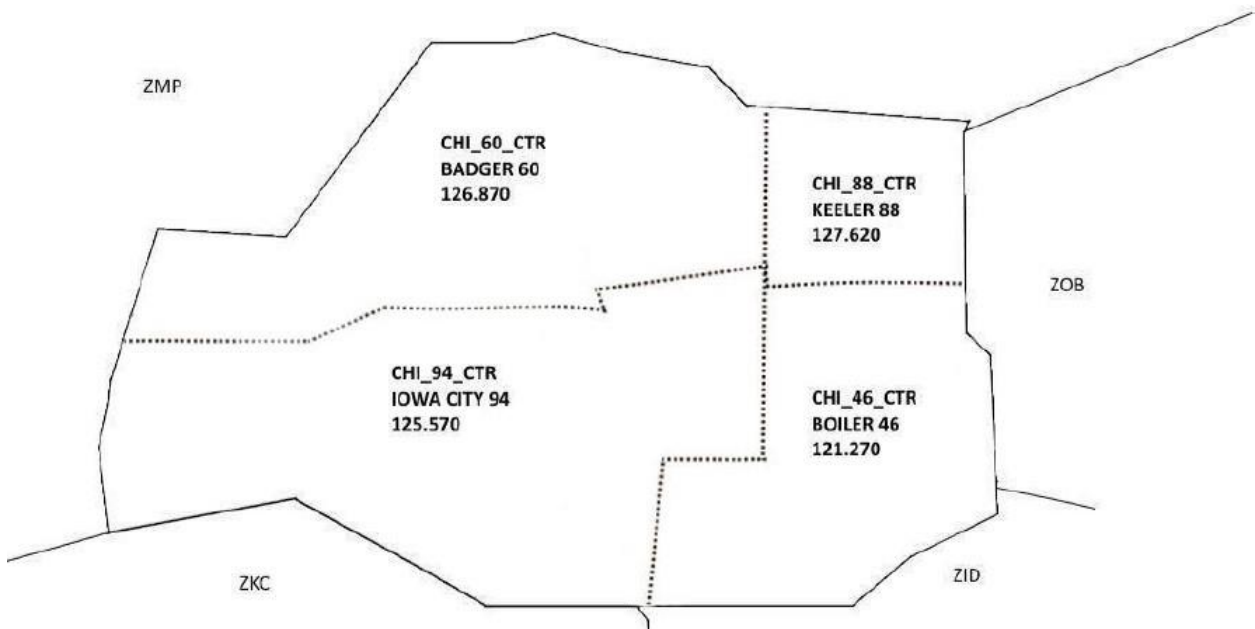 ZMP
CHI_60_CTR
BADGER 60
126.870
CHI_88_CTR
KEELER 88
127.620
ZOB
CHI_94_CTR
IOWA CITY 94
125.570
CHI_46_CTR
BOILER 46
121.270
ZKC
ZID